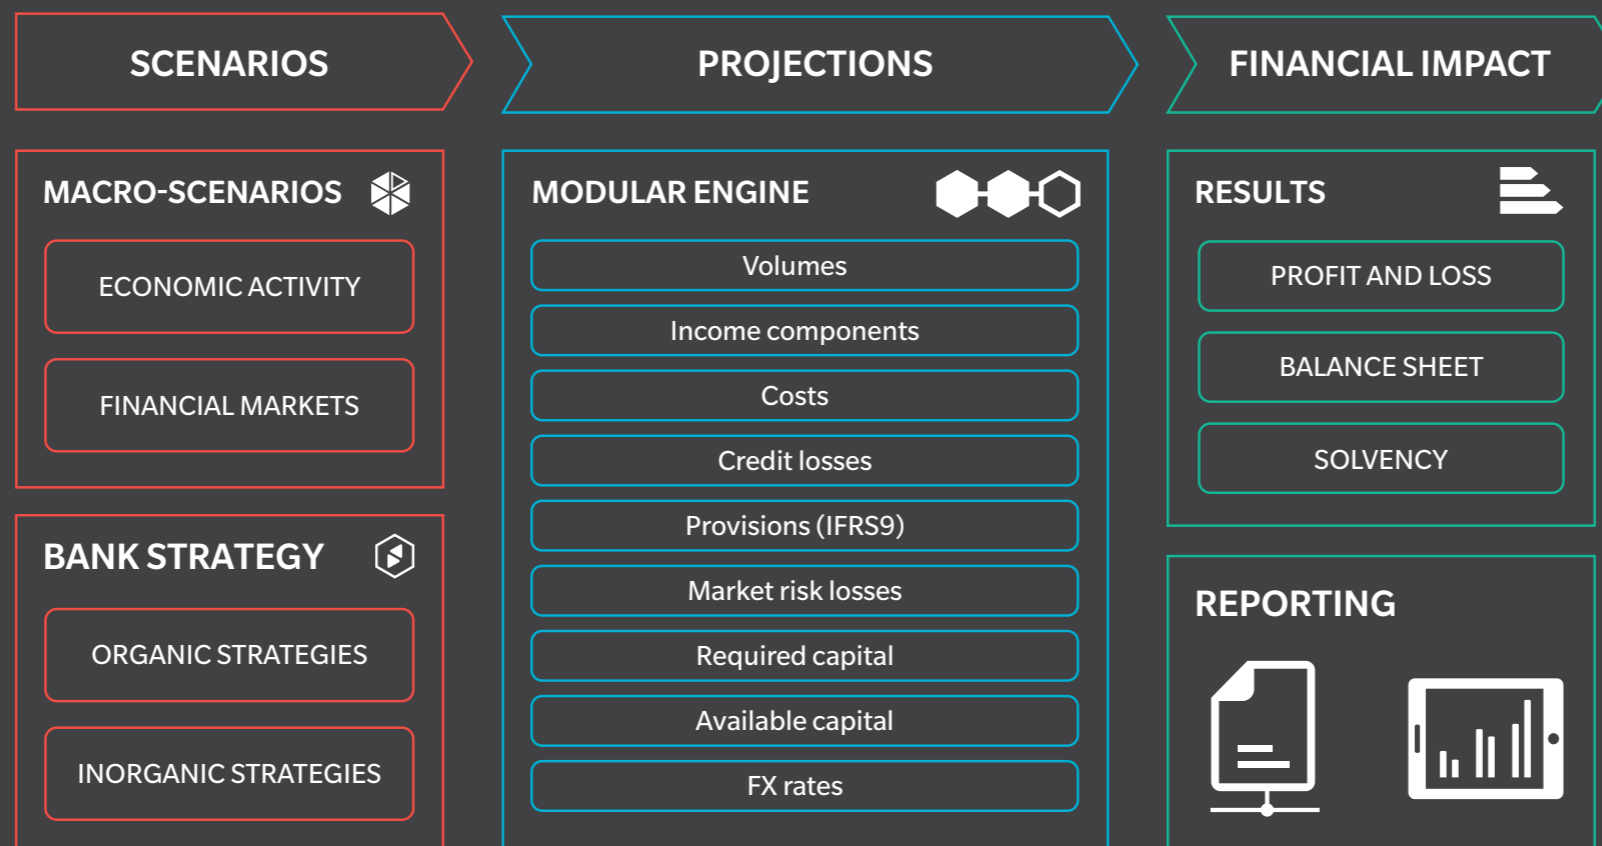 SCENARIOS
PROJECTIONS
FINANCIAL IMPACT
MACRO-SCENARIOS
ECONOMIC ACTIVITY
FINANCIAL MARKETS
BANK STRATEGY
ORGANIC STRATEGIES
INORGANIC STRATEGIES
MODULAR ENGINE
Volumes
Income components
Costs
Credit losses
Provisions (IFRS9)
Market risk losses
Required capital
Available capital
FX rates
RESULTS
PROFIT AND LOSS
BALANCE SHEET
SOLVENCY
REPORTING